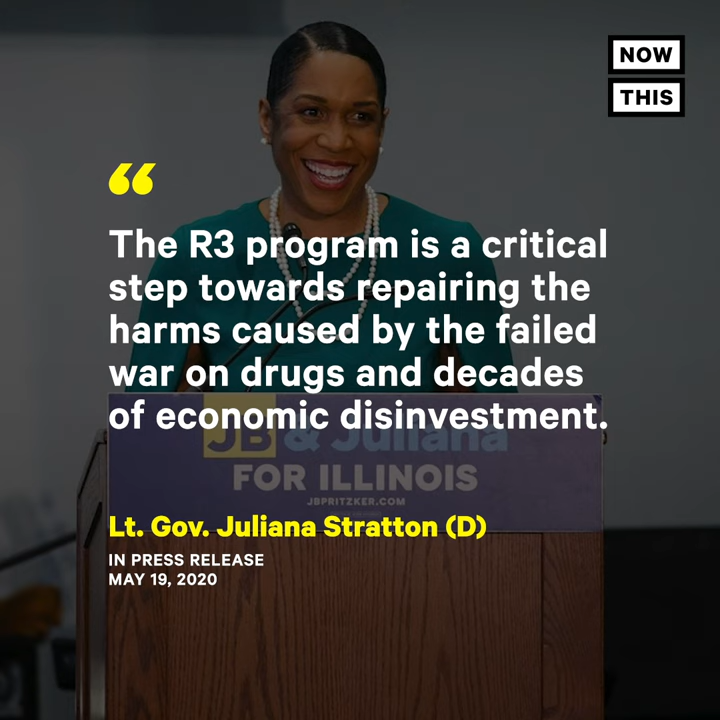 NOW
THIS
“
The R3 program is a critical
step towards repairing the
harms caused by the failed
war on drugs and decades
of economic disinvestment.
JB & Juliana
FOR ILLINOIS
JBPRITZKER.COM
Lt. Gov. Juliana Stratton (D)
IN PRESS RELEASE
MAY 19, 2020